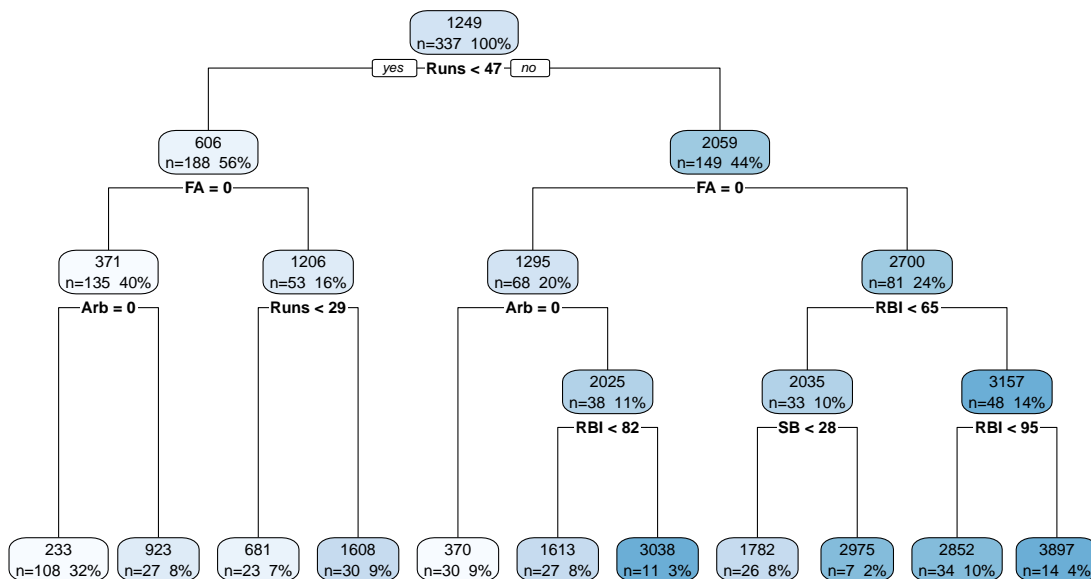 1249
n=337 100%
yes Runs < 47 no
606
n=188 56%
2059
n=149 44%
FA = 0
FA = 0
371
n=135 40%
1206
n=53 16%
1295
n=68 20%
2700
n=81 24%
Arb = 0
Runs < 29
Arb = 0
RBI < 65
2025
n=38 11%
2035
n=33 10%
3157
n=48 14%
RBI < 82
SB < 28
RBI < 95
233
n=108 32%
923
n=27 8%
681
n=23 7%
1608
n=30 9%
370
n=30 9%
1613
n=27 8%
3038
n=11 3%
1782
n=26 8%
2975
n=7 2%
2852
n=34 10%
3897
n=14 4%